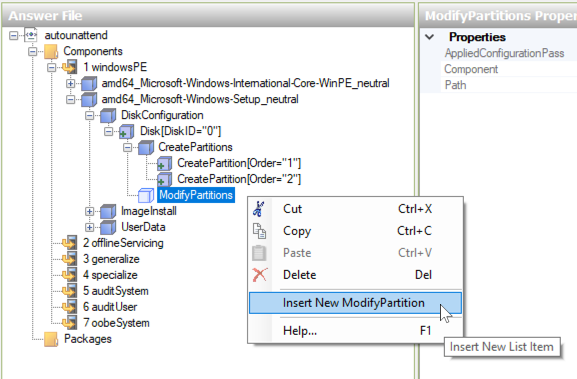 Answer File
autounattend
Components
1 windowsPE
amd64_Microsoft-Windows-International-Core-WinPE_neutral
amd64_Microsoft-Windows-Setup_neutral
DiskConfiguration
Disk[DiskID="0"]
CreatePartitions
CreatePartition[Order="1"]
CreatePartition[Order="2"]
ModifyPartitions
ImageInstall
UserData
2 offlineServicing
3 generalize
4 specialize
5 auditSystem
6 auditUser
7 oobeSystem
Packages
Cut Ctrl+X
Copy Ctrl+C
Paste Ctrl+V
Delete Del
Insert New ModifyPartition
Help... F1
Insert New List Item
ModifyPartitions Proper
Properties
AppliedConfigurationPass
Component
Path